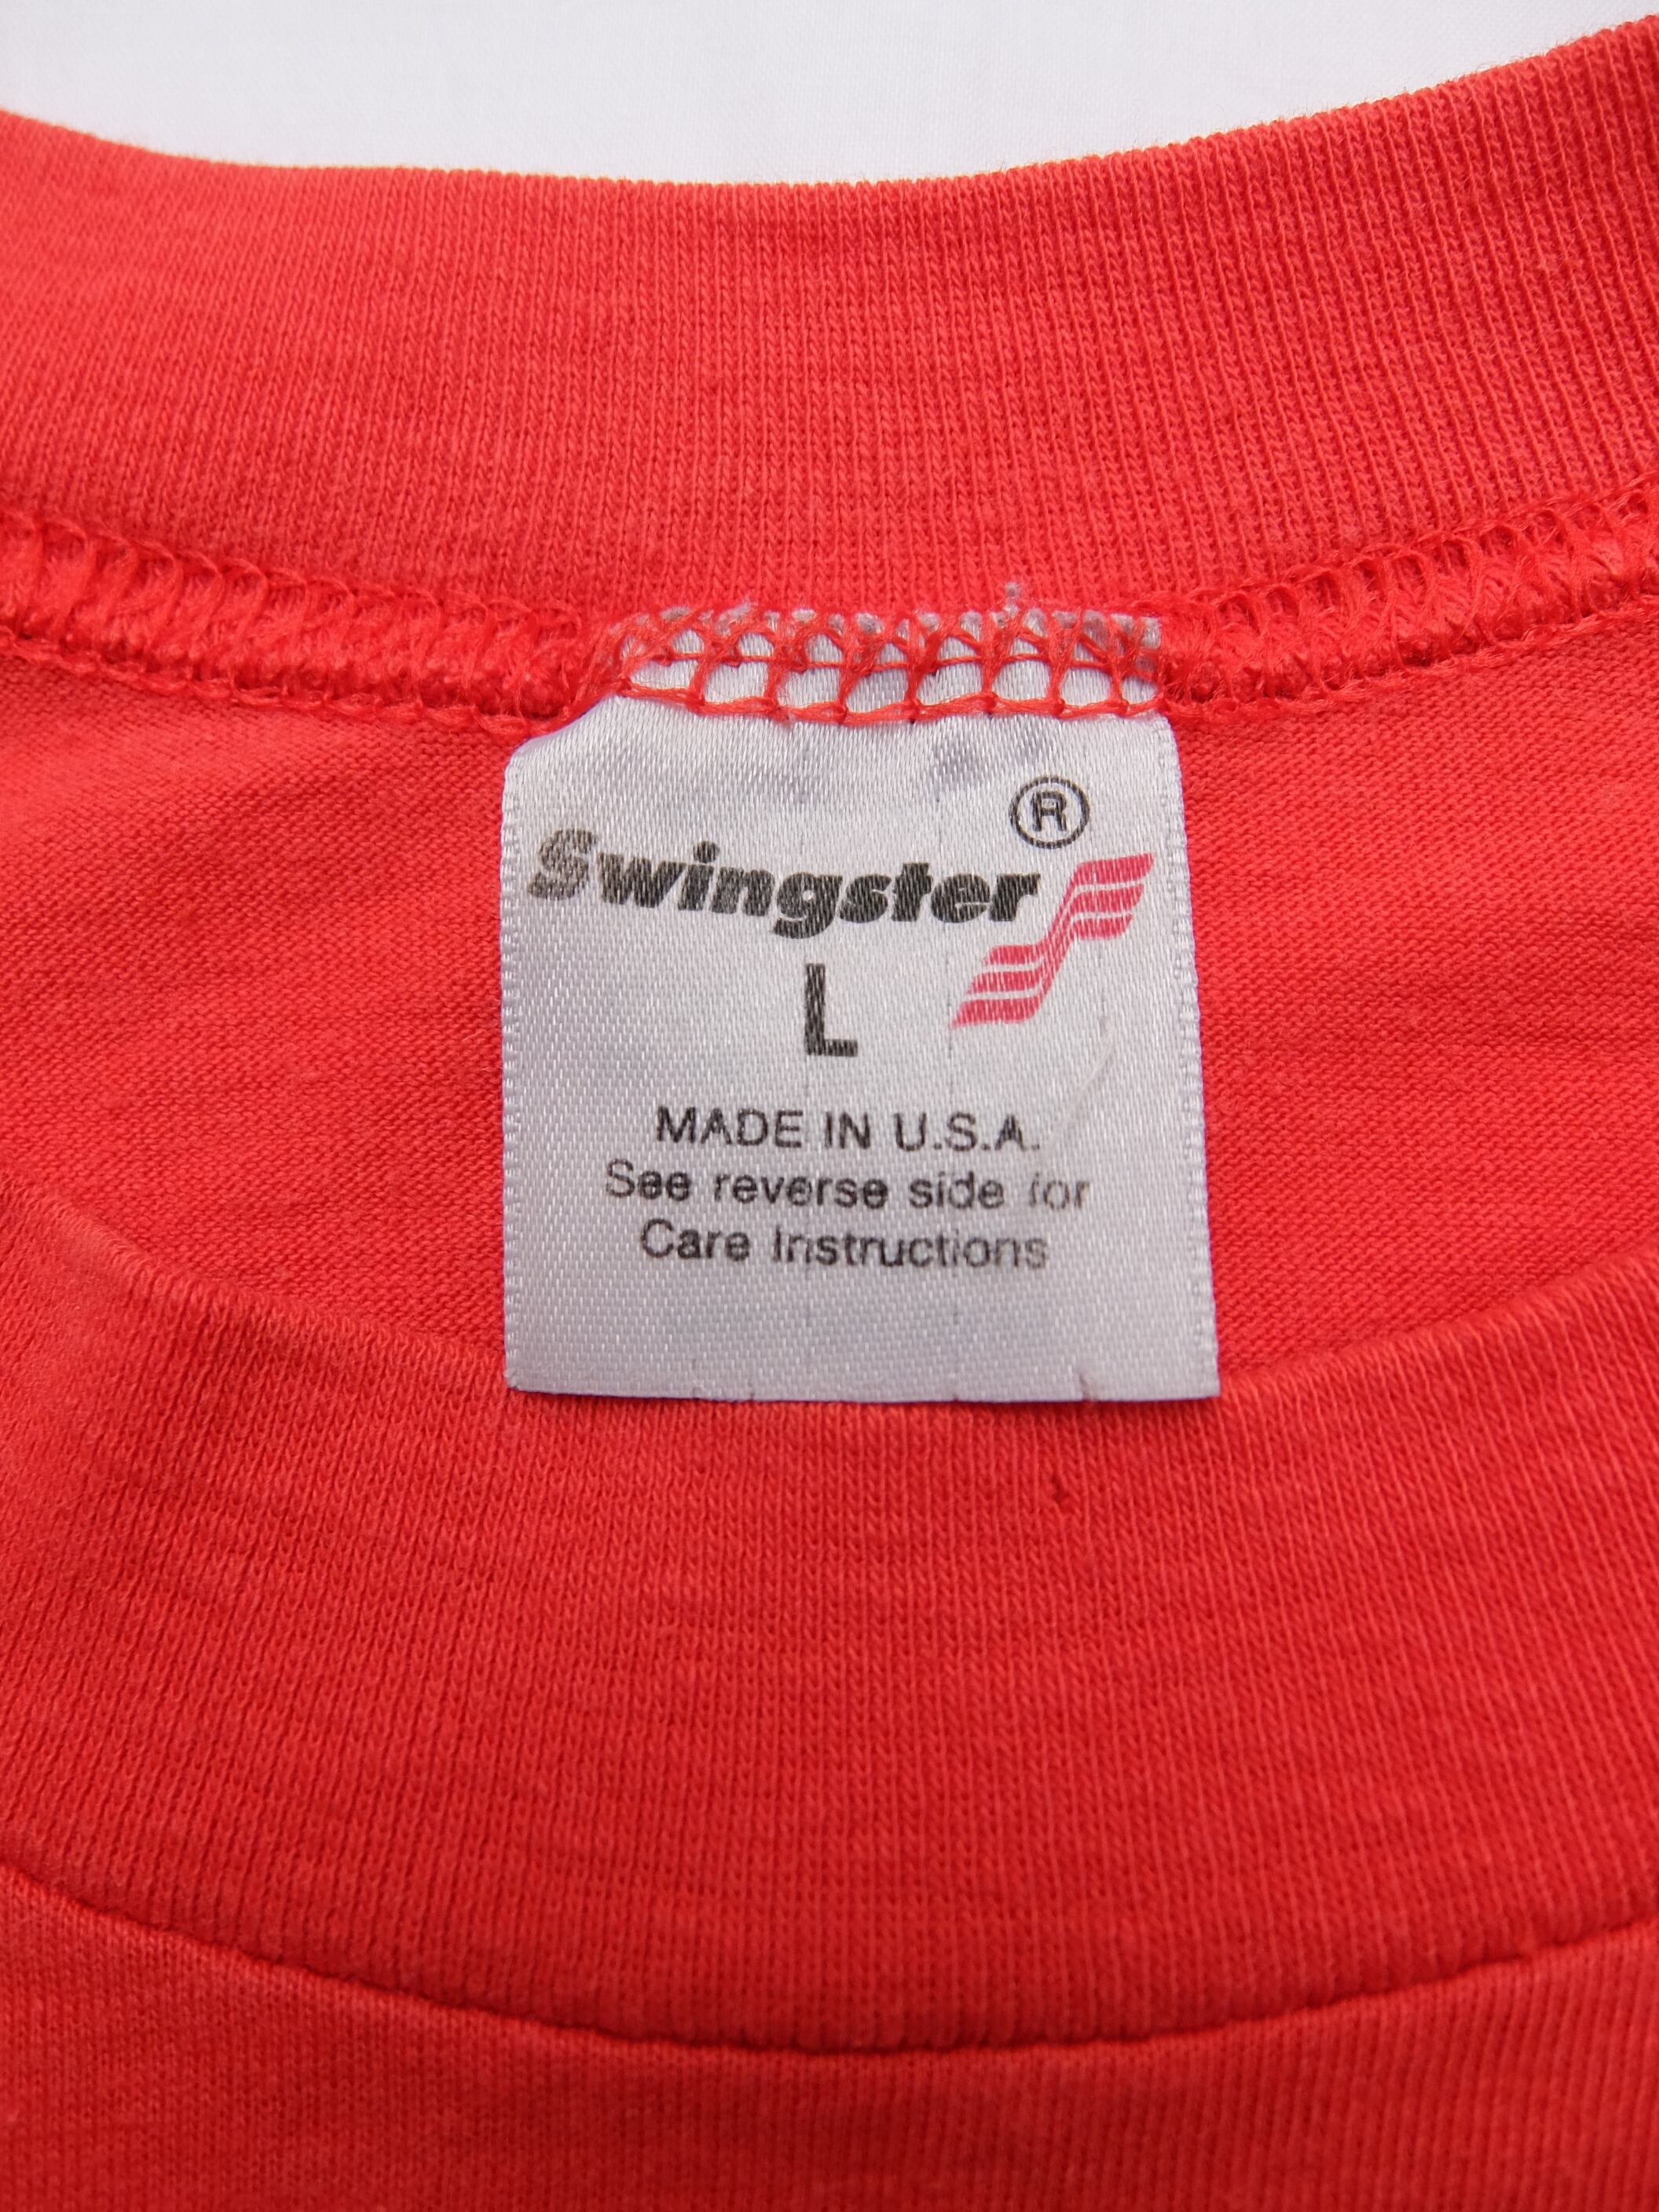 ®
Swingster
L
MADE IN U.S.A.
See reverse side for
Care Instructions